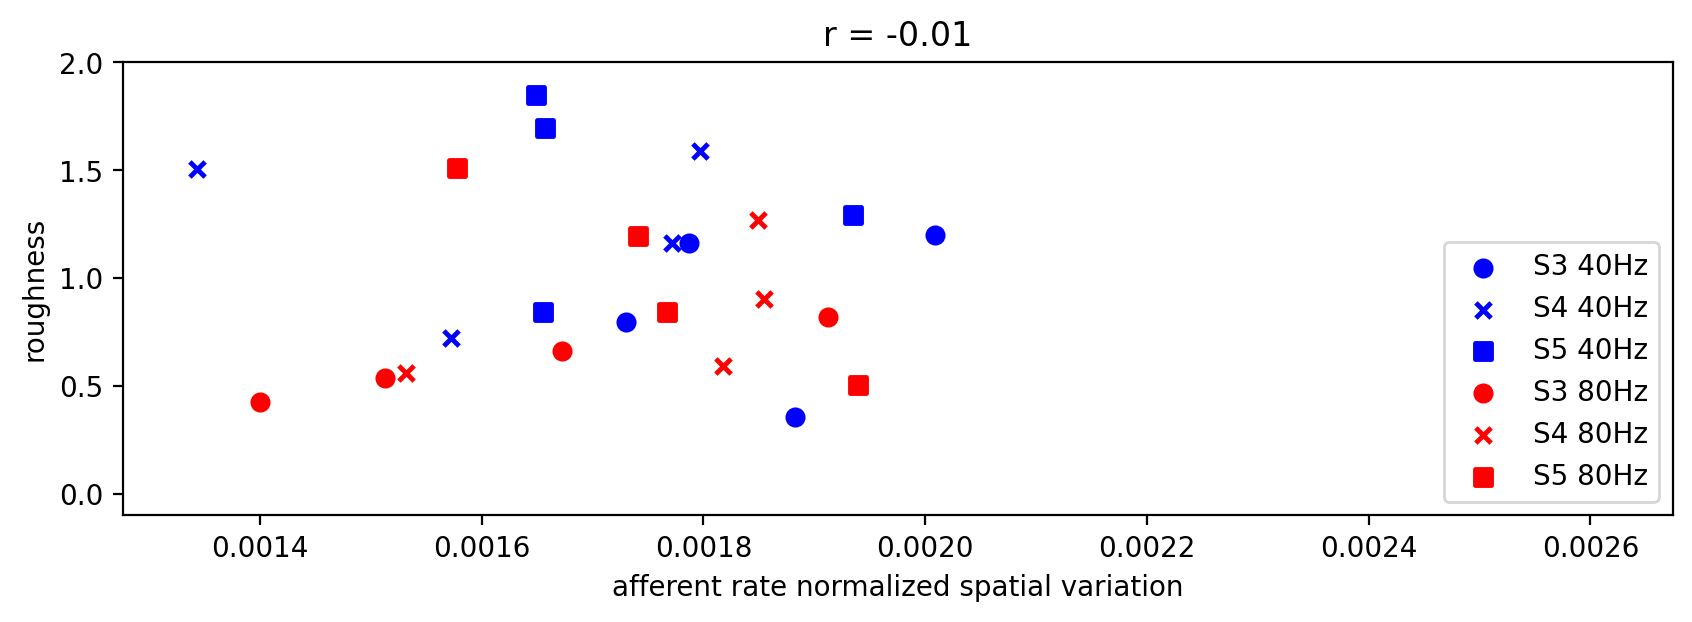 r = -0.01
2.0
1.5
1.0
0.5
0.0
roughness
S3 40Hz
S4 40Hz
S5 40Hz
S3 80Hz
S4 80Hz
S5 80Hz
0.0014 0.0016 0.0018 0.0020 0.0022 0.0024 0.0026
afferent rate normalized spatial variation